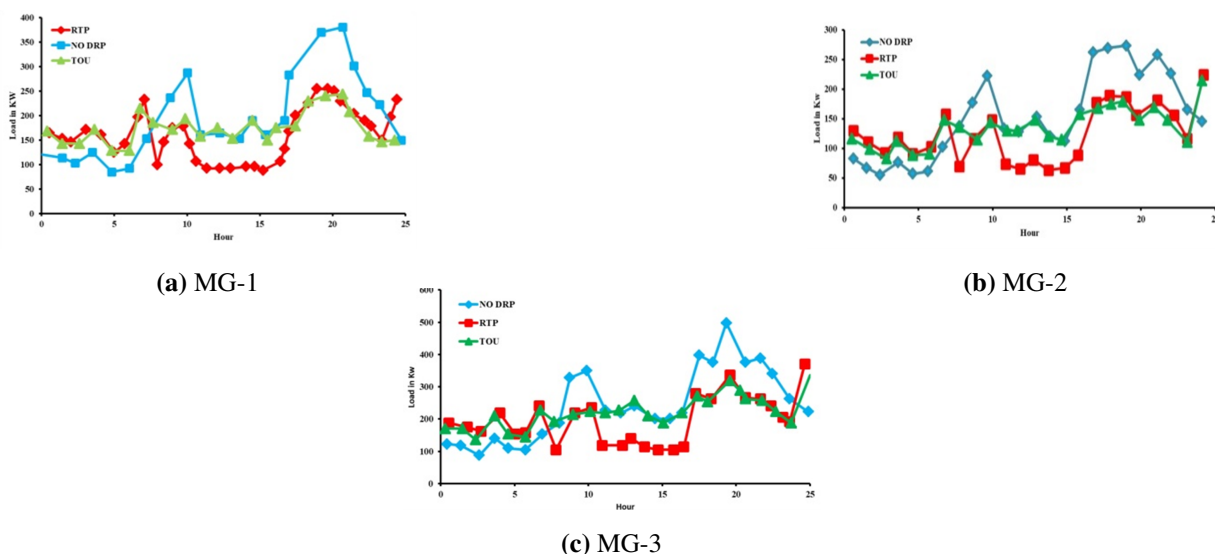 400
350
300
250
200
150
100
50
0
Load in KW
RTP
NO DRP
TOU
0 5 10 15 20 25
Hour
(a) MG-1
300
250
200
150
100
50
0
Load in Kw
NO DRP
RTP
TOU
0 5 10 15 20
Hour
(b) MG-2
600
500
400
300
200
100
0
Load in Kw
NO DRP
RTP
TOU
0 5 10 15 20 25
Hour
(c) MG-3